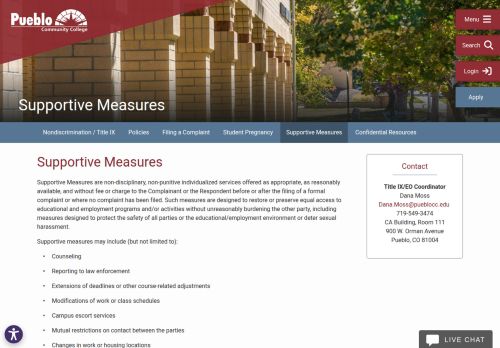 Pueblo
Community College
Menu
Search
Login
Apply
Supportive Measures
Nondiscrimination / Title IX
Policies
Filing a Complaint
Student Pregnancy
Supportive Measures
Confidential Resources
Supportive Measures
Supportive Measures are non-disciplinary, non-punitive individualized services offered as appropriate, as reasonably
available, and without fee or charge to the Complainant or the Respondent before or after the filing of a formal
complaint or where no complaint has been filed. Such measures are designed to restore or preserve equal access to
educational and employment programs and/or activities without unreasonably burdening the other party, including
measures designed to protect the safety of all parties or the educational/employment environment or deter sexual
harassment.
Supportive measures may include (but not limited to):
• Counseling
• Reporting to law enforcement
• Extensions of deadlines or other course-related adjustments
• Modifications of work or class schedules
• Campus escort services
• Mutual restrictions on contact between the parties
• Changes in work or housing locations
Contact
Title IX/EO Coordinator
Dana Moss
Dana.Moss@pueblocc.edu
719-549-3474
CA Building, Room 111
900 W. Orman Avenue
Pueblo, CO 81004
LIVE CHAT